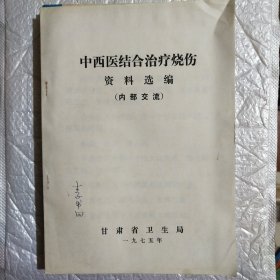 中西医结合治疗烧伤
资料选编
（内部交流）
甘肃省卫生局
一九七五年